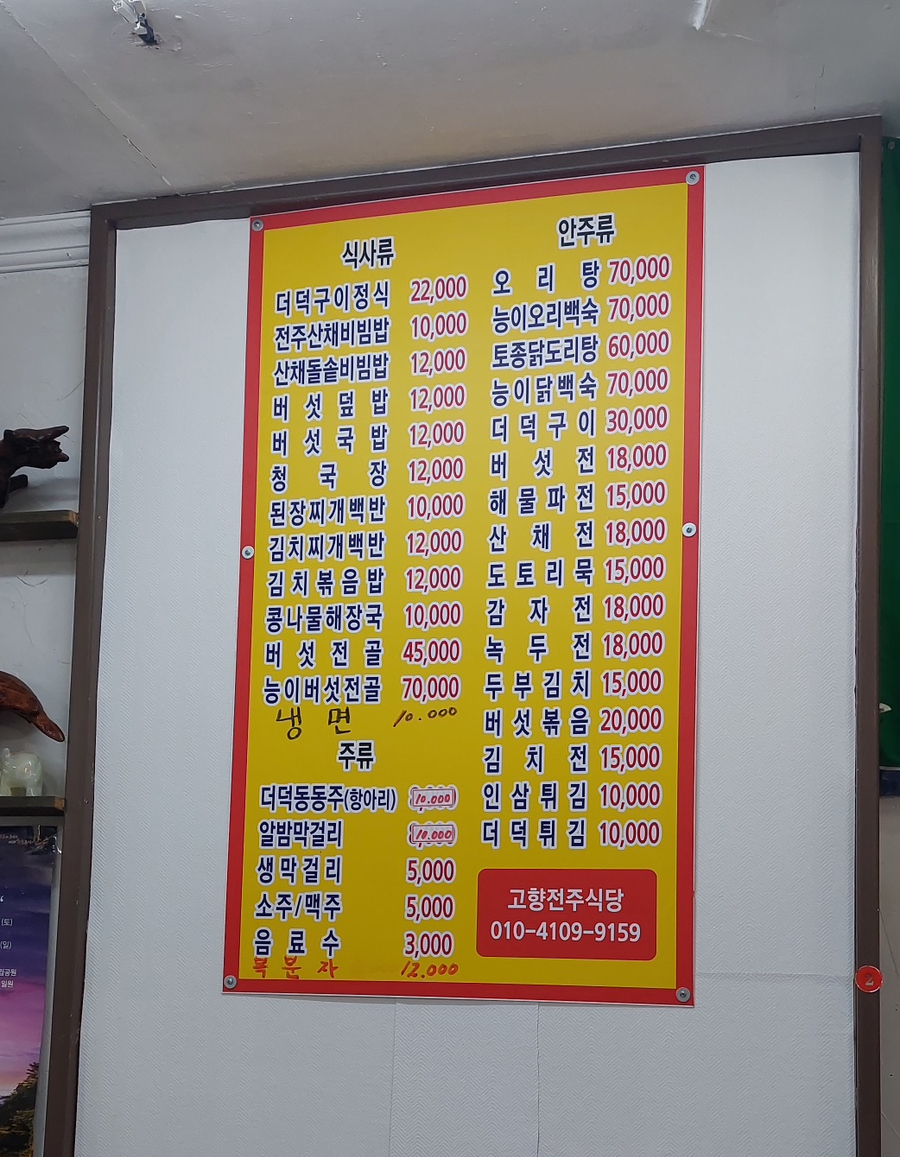 식사류
더덕구이정식 22,000
전주산채비빔밥 10,000
산채돌솥비빔밥 12,000
버섯덮밥 12,000
버섯국밥 12,000
청국장 12,000
된장찌개백반 10,000
김치찌개백반 12,000
김치볶음밥 12,000
콩나물해장국 10,000
버섯전골 45,000
능이버섯전골 70,000
냉면 10.000
주류
더덕동동주(항아리) 10.000
알밤막걸리 10.000
생막걸리 5,000
소주/맥주 5,000
음료수 3,000
복분자 12.000
안주류
오리탕 70,000
능이오리백숙 70,000
토종닭도리탕 60,000
능이닭백숙 70,000
더덕구이 30,000
버섯전 18,000
해물파전 15,000
산채전 18,000
도토리묵 15,000
감자전 18,000
녹두전 18,000
두부김치 15,000
버섯볶음 20,000
김치전 15,000
인삼튀김 10,000
더덕튀김 10,000
고향전주식당
010-4109-9159
(토)
(일)
2